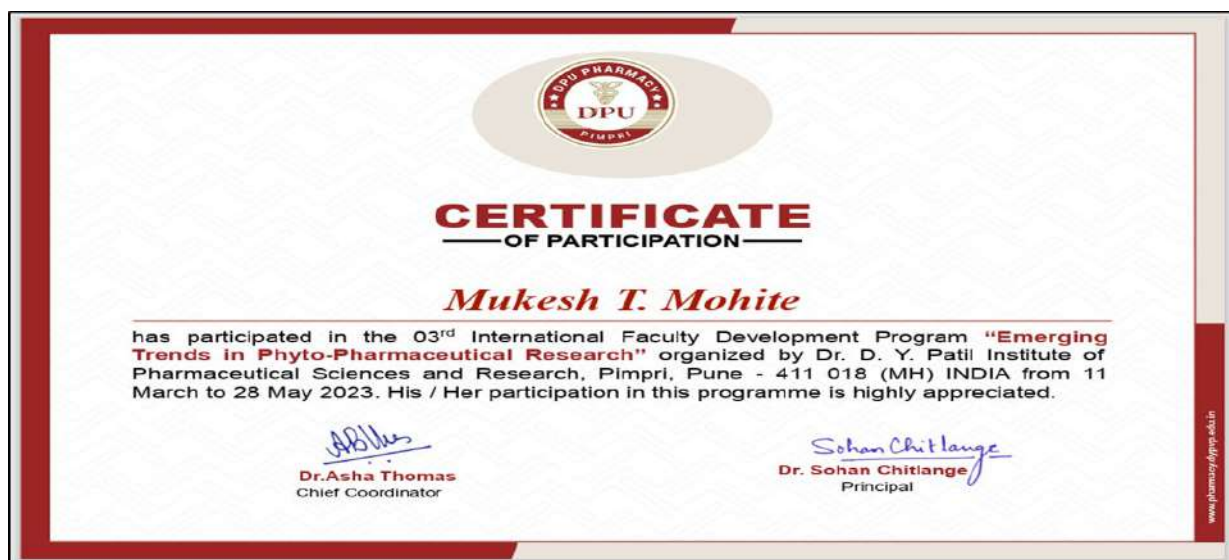 DPU PHARMACY
DPU
PIMPRI
CERTIFICATE
OF PARTICIPATION
Mukesh T. Mohite
has participated in the 03rd International Faculty Development Program “Emerging
Trends in Phyto-Pharmaceutical Research” organized by Dr. D. Y. Patil Institute of
Pharmaceutical Sciences and Research, Pimpri, Pune - 411 018 (MH) INDIA from 11
March to 28 May 2023. His / Her participation in this programme is highly appreciated.
Sohan Chitlange
Dr.Asha Thomas
Chief Coordinator
Dr. Sohan Chitlange
Principal
www.pharmacy.dypvp.edu.in